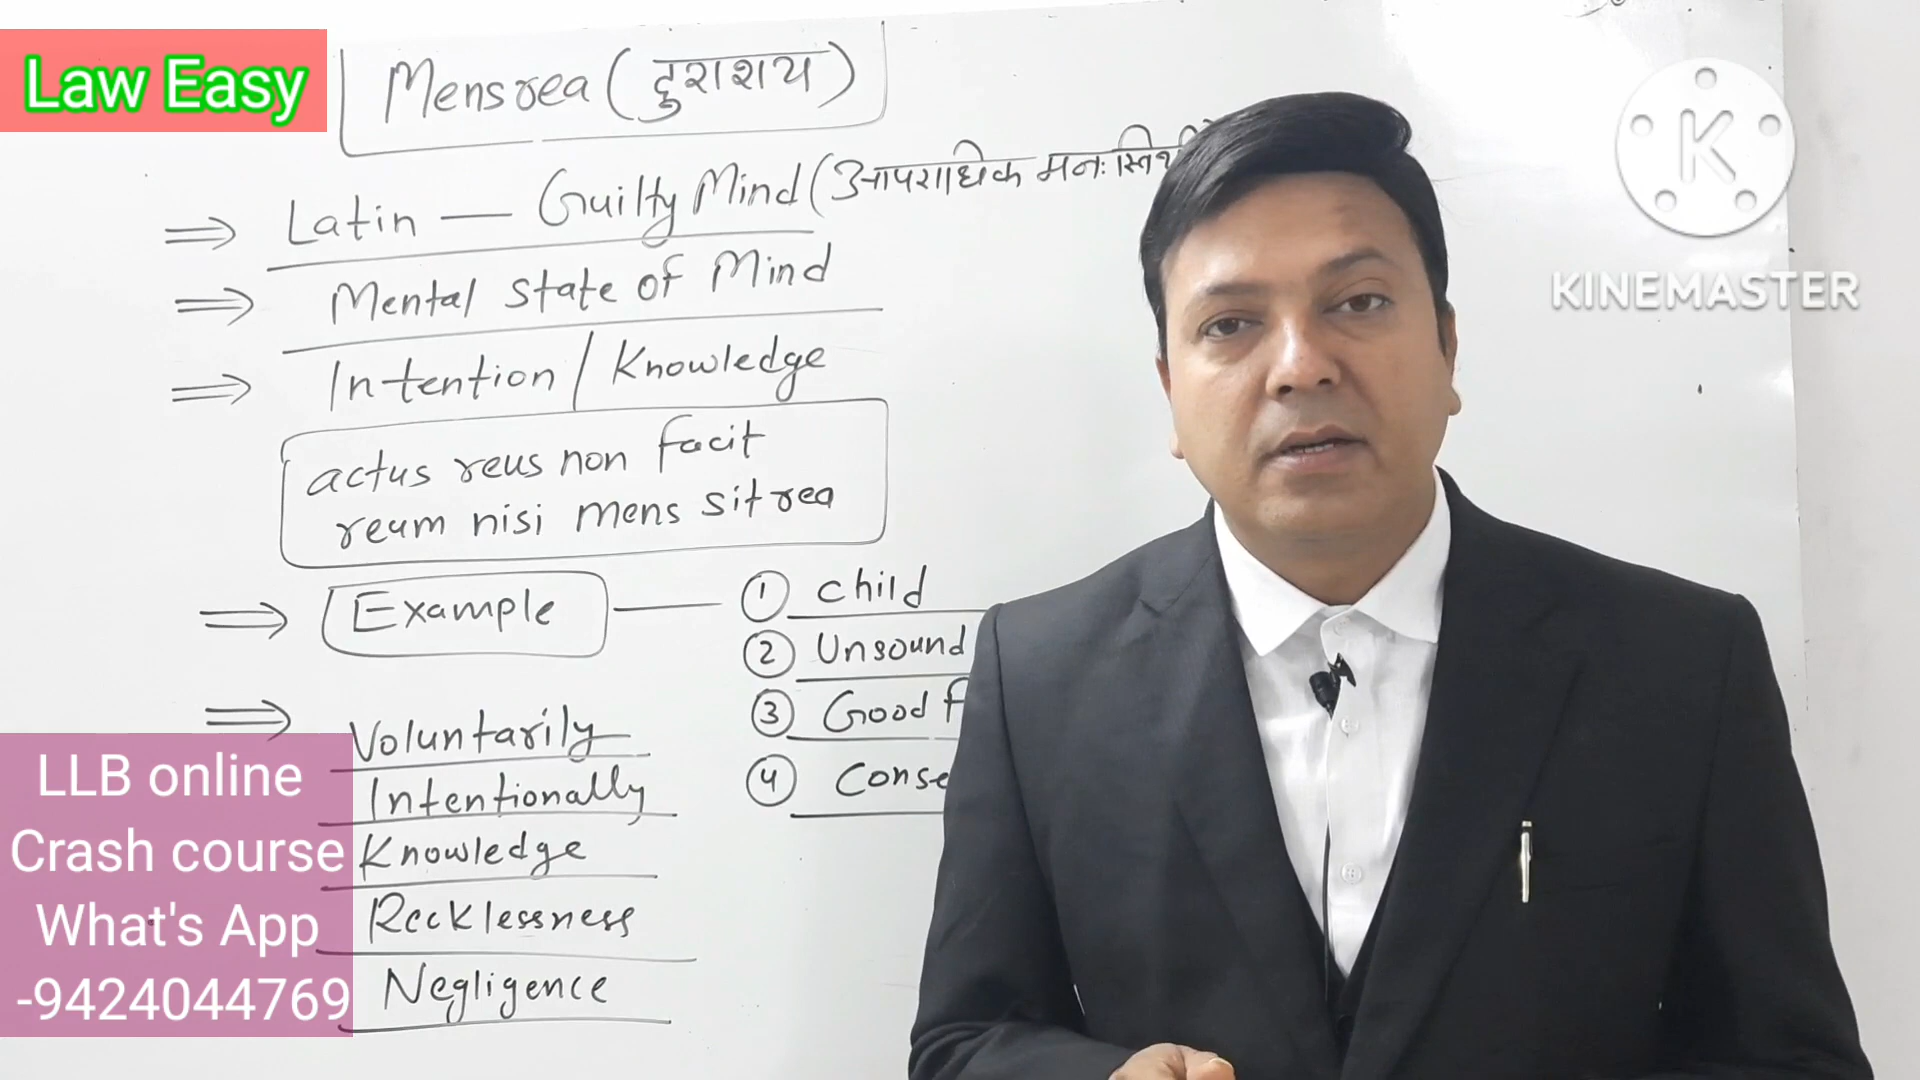 Law Easy
Mens rea (दुराशय)
⇒ Latin — Guilty Mind (आपराधिक मनः
⇒ Mental state of Mind
⇒ Intention / Knowledge
actus reus non facit
reum nisi mens sit rea
⇒ Example — ① child
② Unsound
③ Good
④
⇒ Voluntarily
Intentionally
Knowledge
Recklessness
Negligence
LLB online
Crash course
What's App
-9424044769
K
KINEMASTER